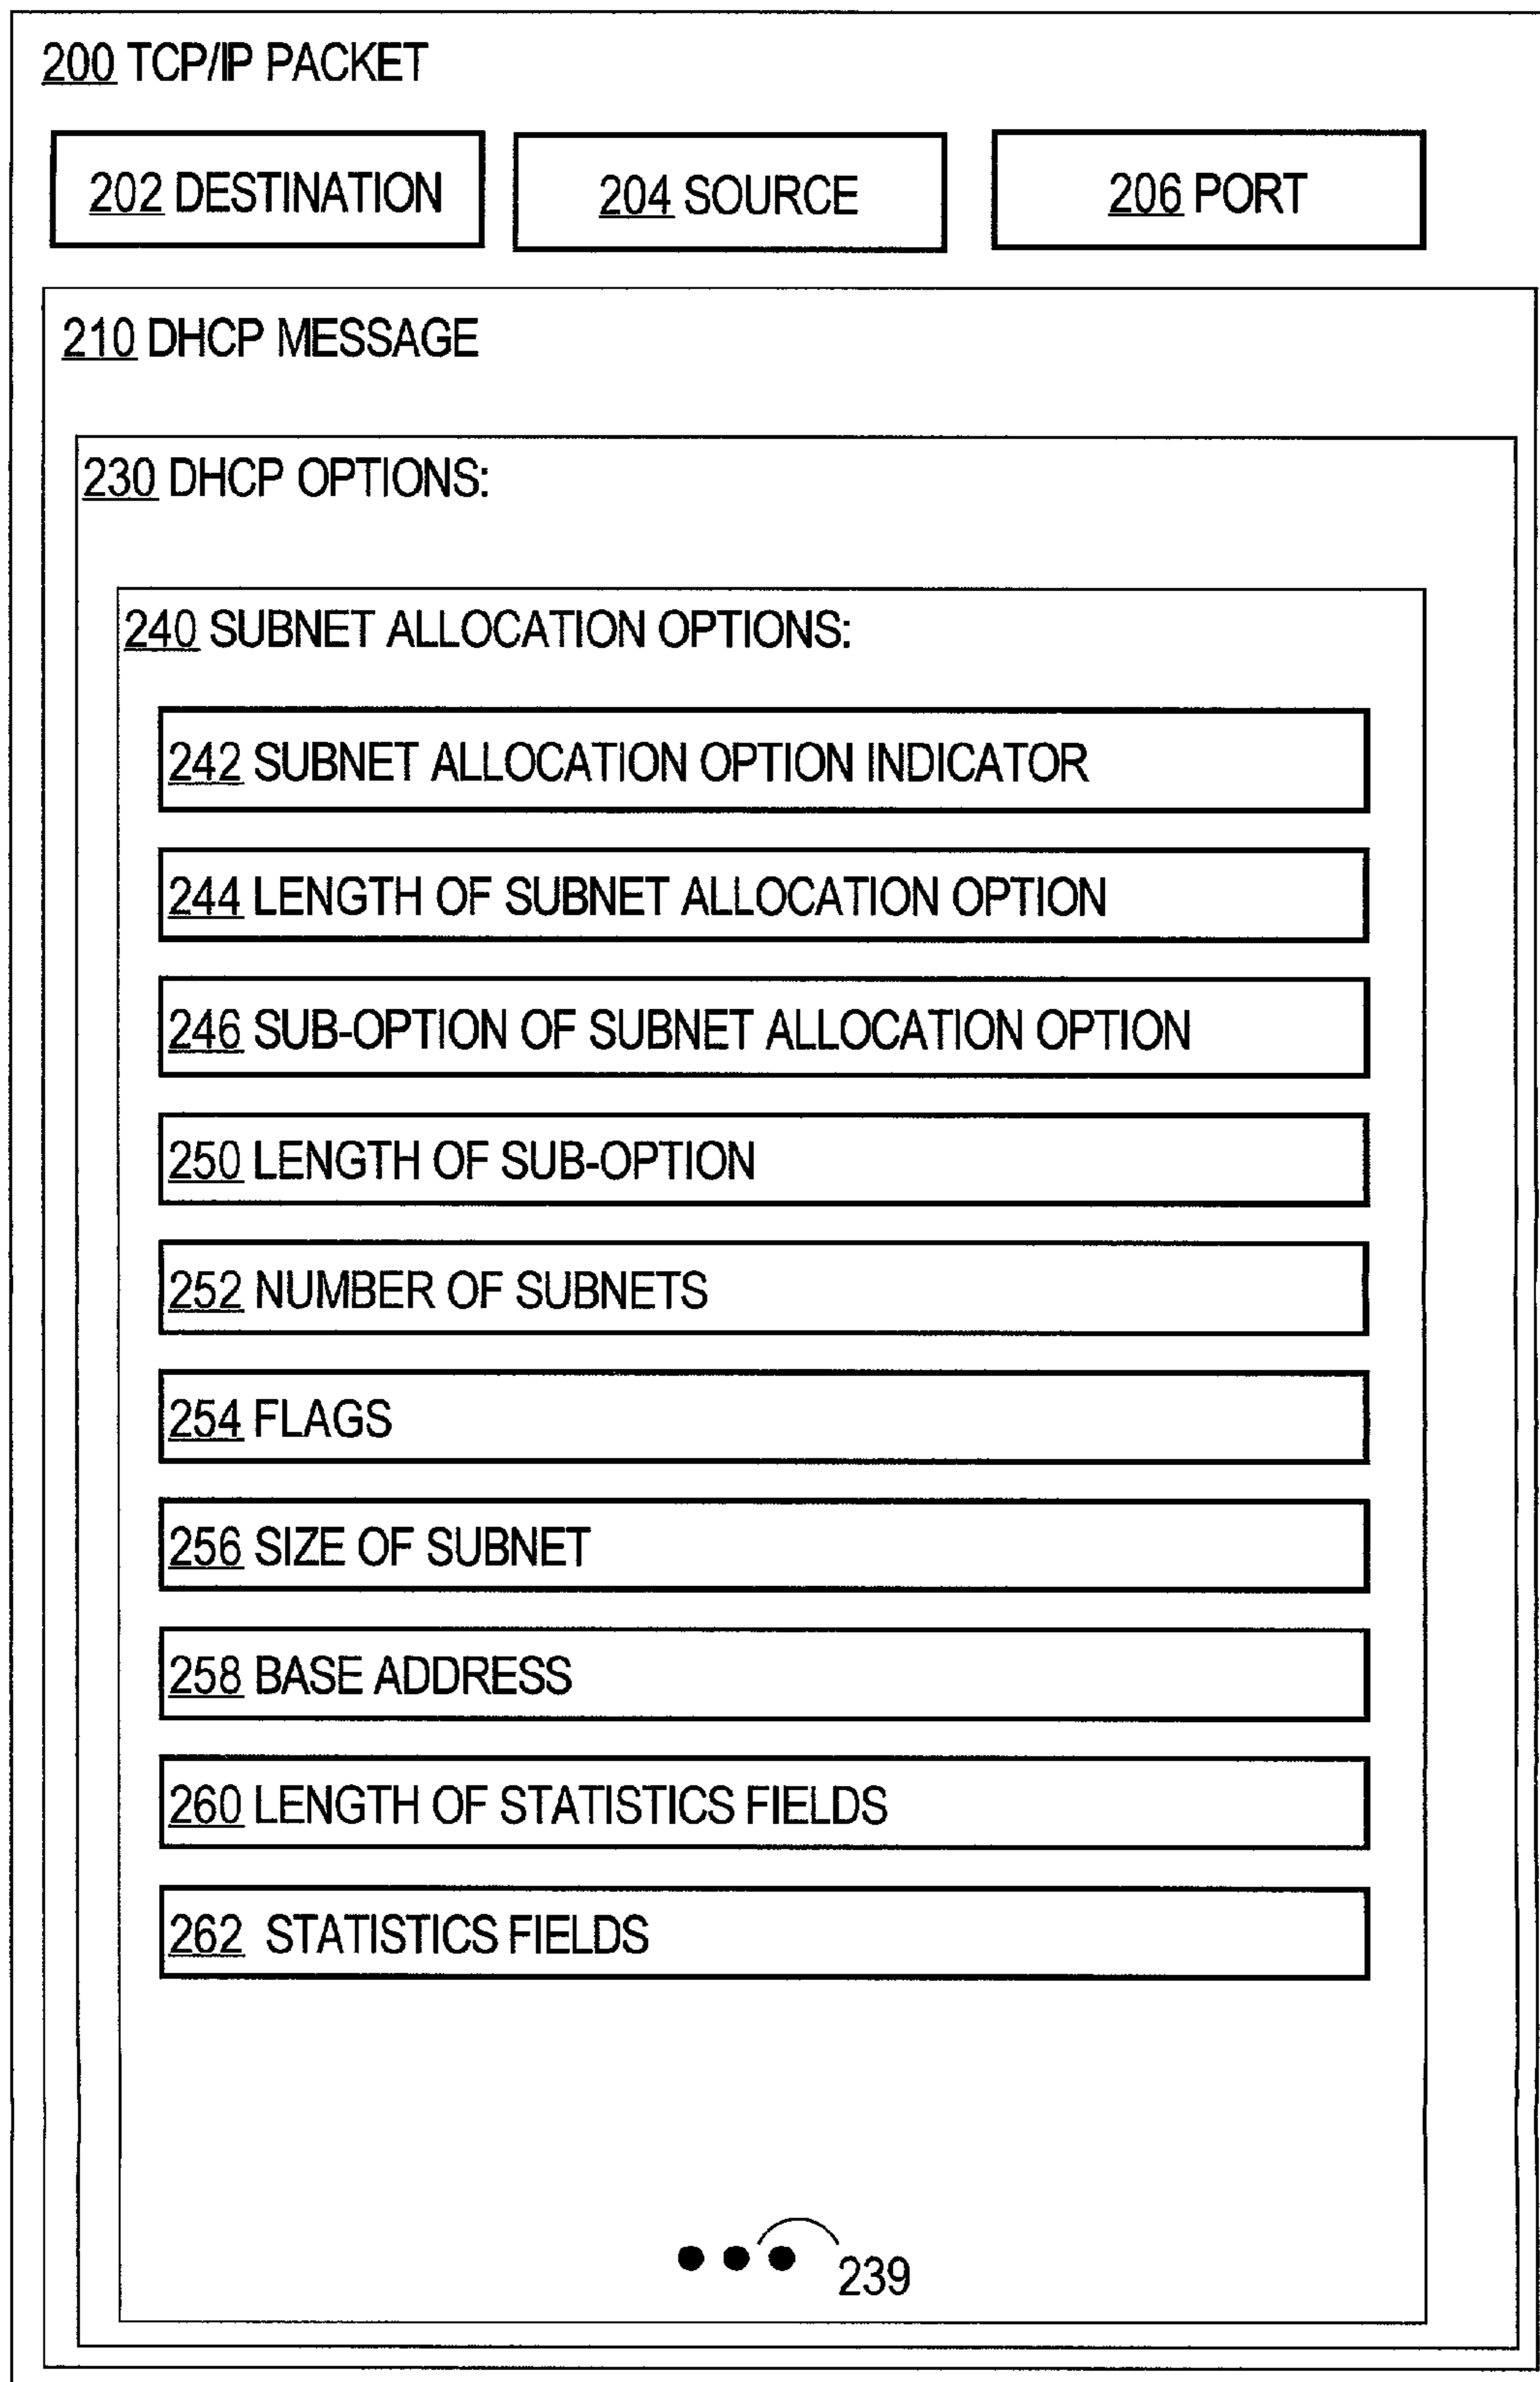 200 TCP/IP PACKET
202 DESTINATION 204 SOURCE 206 PORT
210 DHCP MESSAGE
230 DHCP OPTIONS:
240 SUBNET ALLOCATION OPTIONS:
242 SUBNET ALLOCATION OPTION INDICATOR
244 LENGTH OF SUBNET ALLOCATION OPTION
246 SUB-OPTION OF SUBNET ALLOCATION OPTION
250 LENGTH OF SUB-OPTION
252 NUMBER OF SUBNETS
254 FLAGS
256 SIZE OF SUBNET
258 BASE ADDRESS
260 LENGTH OF STATISTICS FIELDS
262 STATISTICS FIELDS
239